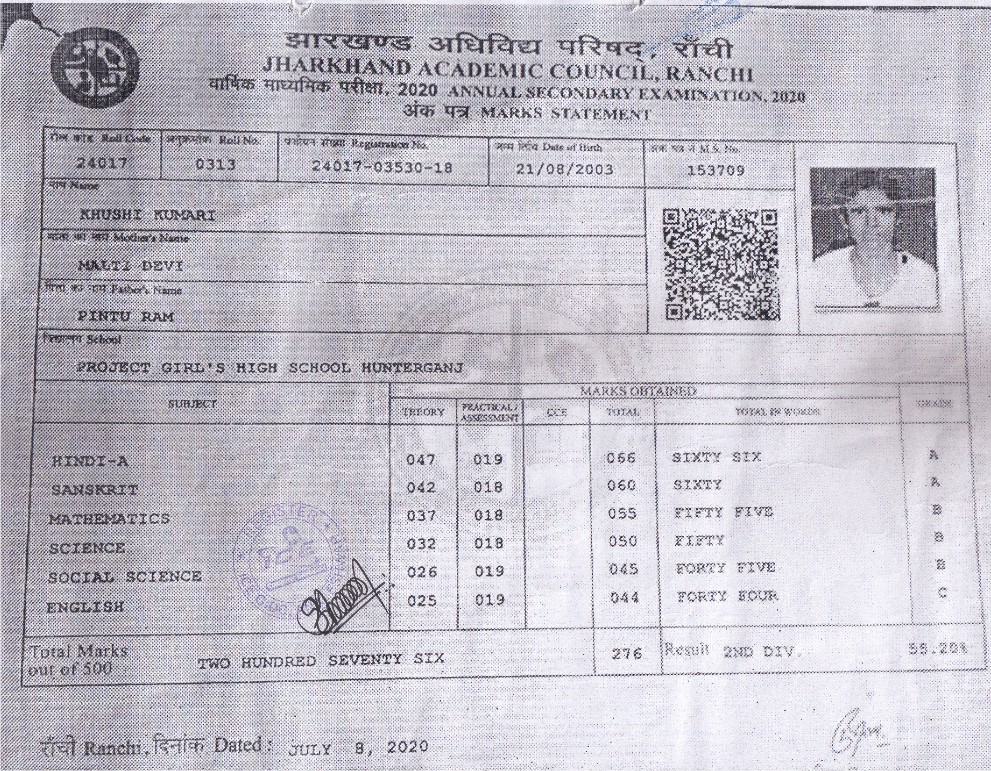 झारखण्ड अधिविद्य परिषद्, राँची
JHARKHAND ACADEMIC COUNCIL, RANCHI
वार्षिक माध्यमिक परीक्षा, 2020 ANNUAL SECONDARY EXAMINATION, 2020
अंक पत्र MARKS STATEMENT
रोल कोड Roll Code अनुक्रमांक Roll No. पंजीयन संख्या Registration No. जन्म तिथि Date of Birth अंक पत्र सं M.S. No.
24017 0313 24017-03530-18 21/08/2003 153709
नाम Name
KHUSHI KUMARI
माता का नाम Mother's Name
MALTI DEVI
पिता का नाम Father's Name
PINTU RAM
विद्यालय School
PROJECT GIRL'S HIGH SCHOOL HUNTERGANJ
SUBJECT MARKS OBTAINED GRADE
THEORY PRACTICAL/ ASSESSMENT CCE TOTAL TOTAL IN WORDS
HINDI-A 047 019 066 SIXTY SIX A
SANSKRIT 042 018 060 SIXTY A
MATHEMATICS 037 018 055 FIFTY FIVE B
SCIENCE 032 018 050 FIFTY B
SOCIAL SCIENCE 026 019 045 FORTY FIVE B
ENGLISH 025 019 044 FORTY FOUR C
Total Marks
out of 500 TWO HUNDRED SEVENTY SIX 276 Result 2ND DIV. 55.20%
राँची Ranchi, दिनांक Dated: JULY 8, 2020